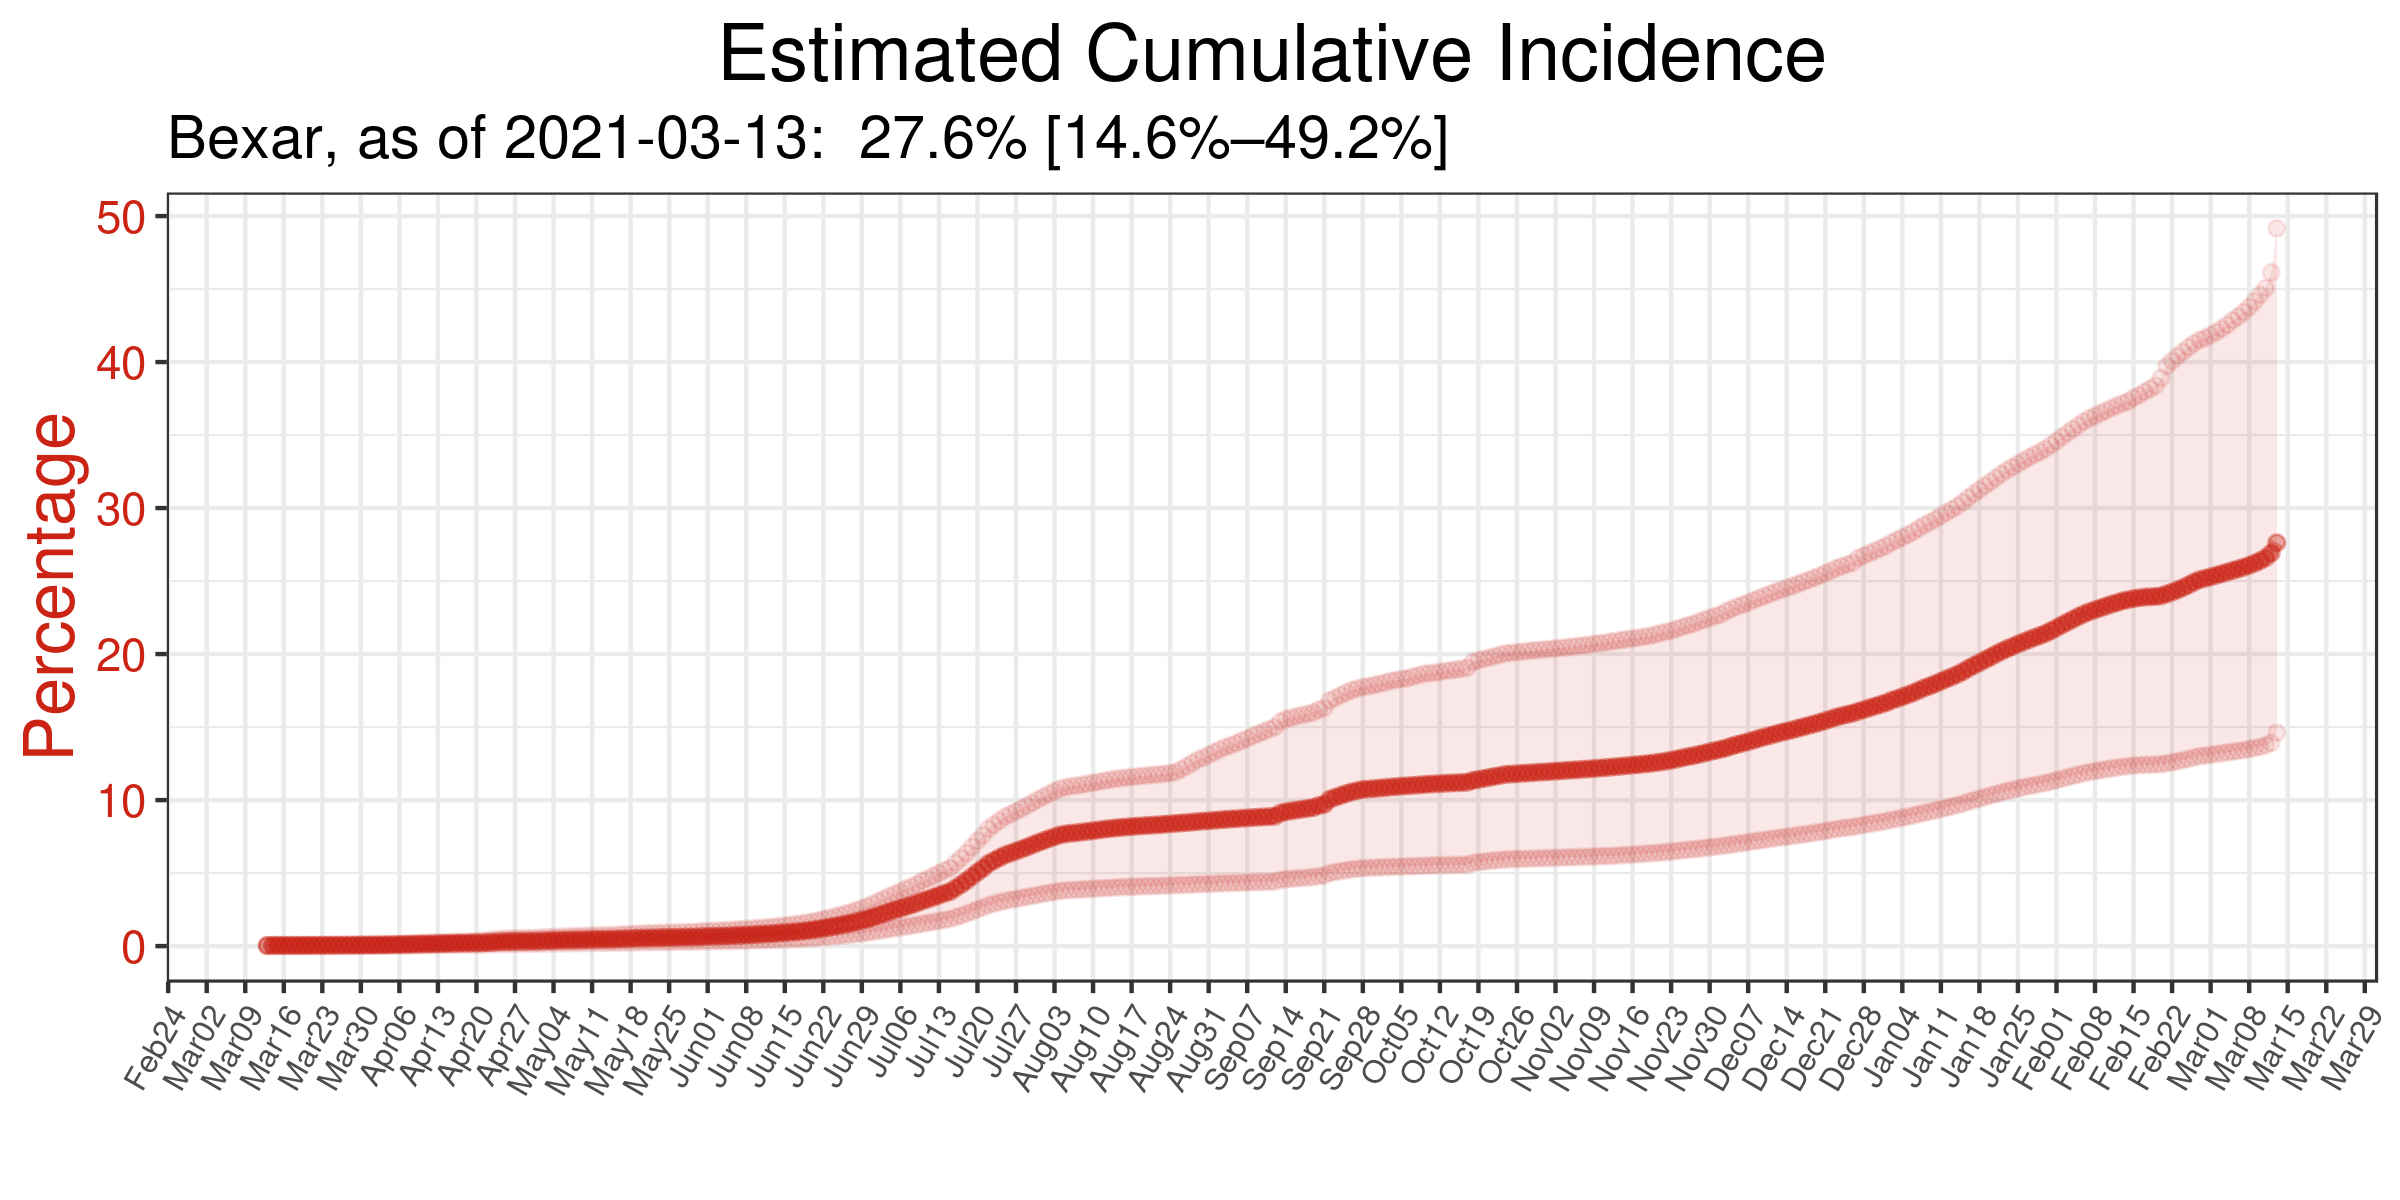 Estimated Cumulative Incidence
Bexar, as of 2021-03-13:  27.6% [14.6%–49.2%]
Percentage
50
40
30
20
10
0
Feb24
Mar02
Mar09
Mar16
Mar23
Mar30
Apr06
Apr13
Apr20
Apr27
May04
May11
May18
May25
Jun01
Jun08
Jun15
Jun22
Jun29
Jul06
Jul13
Jul20
Jul27
Aug03
Aug10
Aug17
Aug24
Aug31
Sep07
Sep14
Sep21
Sep28
Oct05
Oct12
Oct19
Oct26
Nov02
Nov09
Nov16
Nov23
Nov30
Dec07
Dec14
Dec21
Dec28
Jan04
Jan11
Jan18
Jan25
Feb01
Feb08
Feb15
Feb22
Mar01
Mar08
Mar15
Mar22
Mar29